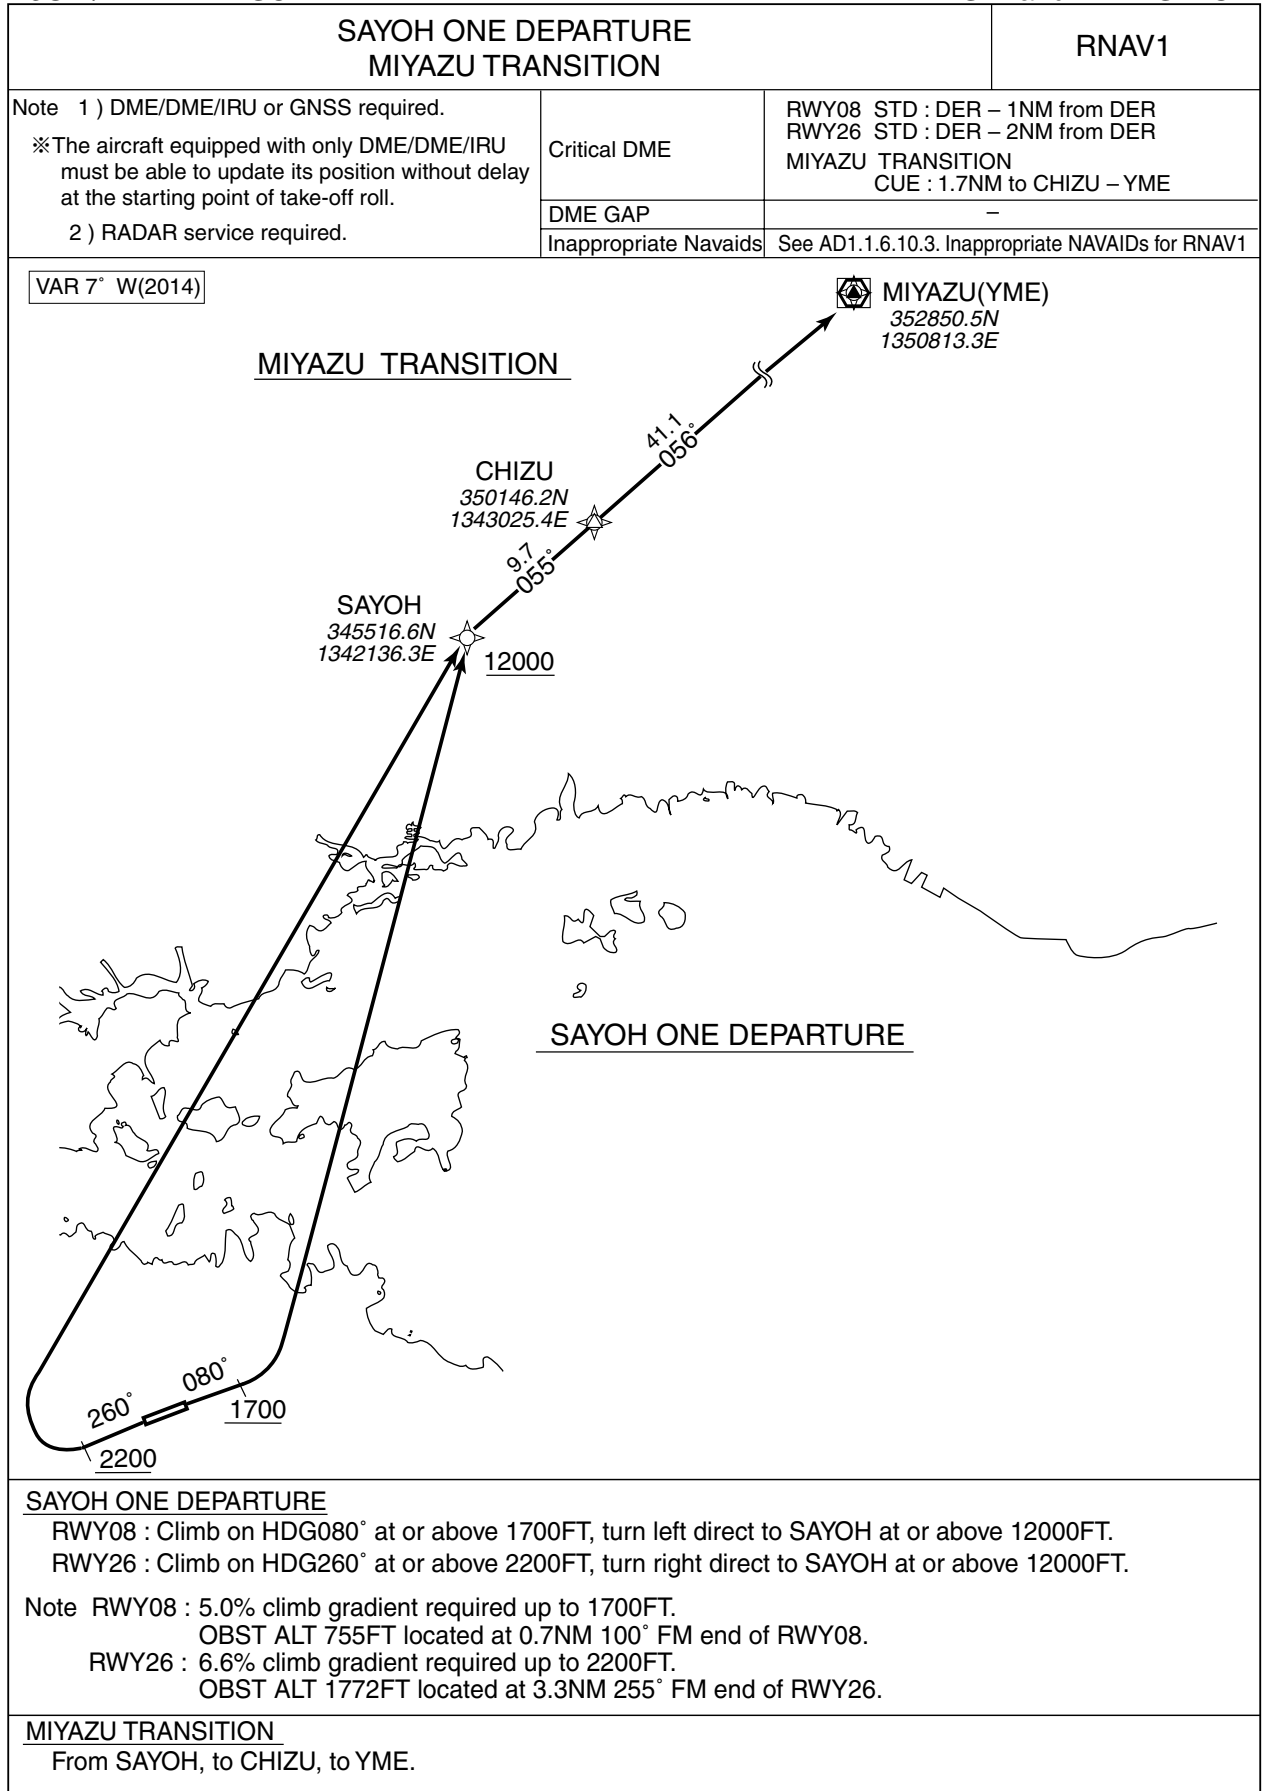 SAYOH ONE DEPARTURE
MIYAZU TRANSITION
RNAV1
Note 1 ) DME/DME/IRU or GNSS required.
※The aircraft equipped with only DME/DME/IRU
must be able to update its position without delay
at the starting point of take-off roll.
2 ) RADAR service required.
Critical DME
RWY08 STD : DER – 1NM from DER
RWY26 STD : DER – 2NM from DER
MIYAZU TRANSITION
CUE : 1.7NM to CHIZU – YME
DME GAP
–
Inappropriate Navaids
See AD1.1.6.10.3. Inappropriate NAVAIDs for RNAV1
VAR 7° W(2014)
MIYAZU(YME)
352850.5N
1350813.3E
MIYAZU TRANSITION
41.1
056°
CHIZU
350146.2N
1343025.4E
9.7
055°
SAYOH
345516.6N
1342136.3E
12000
SAYOH ONE DEPARTURE
080°
260°
1700
2200
SAYOH ONE DEPARTURE
RWY08 : Climb on HDG080° at or above 1700FT, turn left direct to SAYOH at or above 12000FT.
RWY26 : Climb on HDG260° at or above 2200FT, turn right direct to SAYOH at or above 12000FT.
Note RWY08 : 5.0% climb gradient required up to 1700FT.
OBST ALT 755FT located at 0.7NM 100° FM end of RWY08.
RWY26 : 6.6% climb gradient required up to 2200FT.
OBST ALT 1772FT located at 3.3NM 255° FM end of RWY26.
MIYAZU TRANSITION
From SAYOH, to CHIZU, to YME.